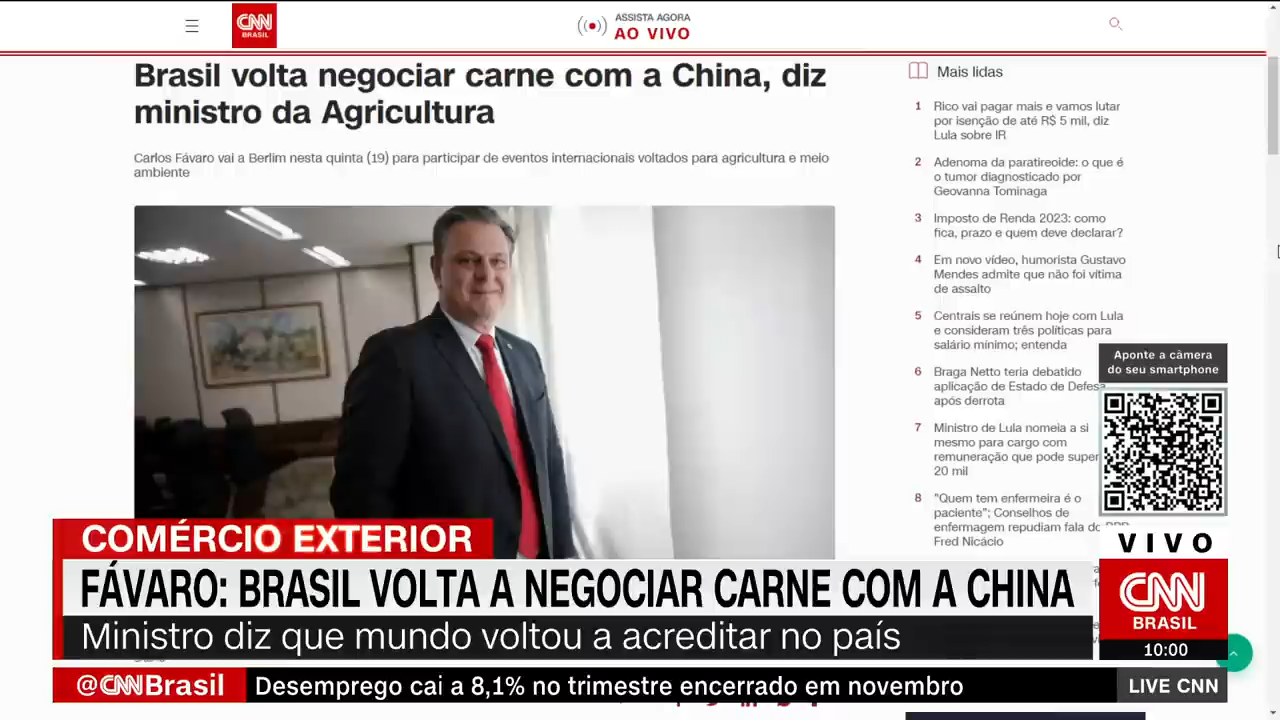 CNN
BRASIL
ASSISTA AGORA
AO VIVO
Brasil volta negociar carne com a China, diz
ministro da Agricultura
Carlos Fávaro vai a Berlim nesta quinta (19) para participar de eventos internacionais voltados para agricultura e meio
ambiente
Mais lidas
1 Rico vai pagar mais e vamos lutar
por isenção de até R$ 5 mil, diz
Lula sobre IR
2 Adenoma da paratireoide: o que é
o tumor diagnosticado por
Geovanna Tominaga
3 Imposto de Renda 2023: como
fica, prazo e quem deve declarar?
4 Em novo vídeo, humorista Gustavo
Mendes admite que não foi vítima
de assalto
5 Centrais se reúnem hoje com Lula
e consideram três políticas para
salário mínimo; entenda
6 Braga Netto teria debatido
aplicação de Estado de Defesa
após derrota
7 Ministro de Lula nomeia a si
mesmo para cargo com
remuneração que pode super
20 mil
8 "Quem tem enfermeira é o
paciente"; Conselhos de
enfermagem repudiam fala do
Fred Nicácio
Aponte a câmera
do seu smartphone
COMÉRCIO EXTERIOR
FÁVARO: BRASIL VOLTA A NEGOCIAR CARNE COM A CHINA
Ministro diz que mundo voltou a acreditar no país
VIVO
CNN
BRASIL
10:00
@CNNBrasil
Desemprego cai a 8,1% no trimestre encerrado em novembro
LIVE CNN